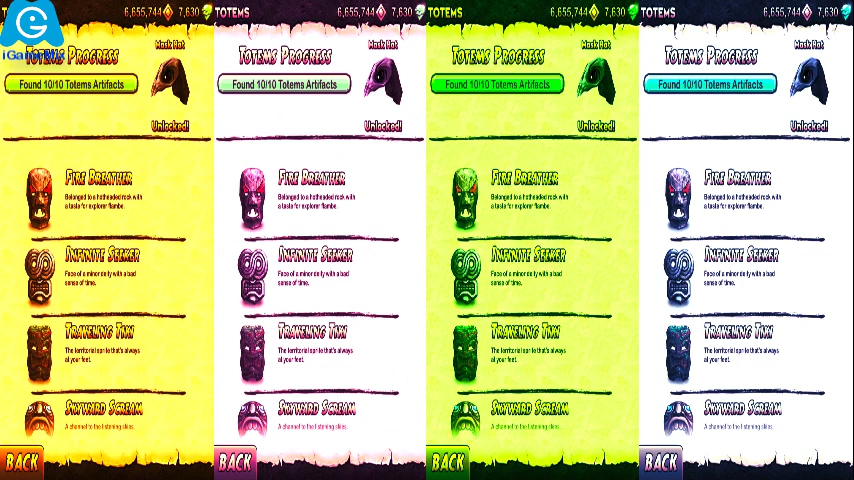 TOTEMS 6,655,744 7,630
iGame Mix
TOTEMS PROGRESS
Mask Hat
Found 10/10 Totems Artifacts
Unlocked!
FIRE BREATHER
Belonged to a hotheaded rock with
a taste for explorer flambe.
INFINITE SEEKER
Face of a minor deity with a bad
sense of time.
TRAVELING TIKI
The territorial sprite that's always
at your feet.
SKYWARD SCREAM
A channel to the listening skies.
BACK
TOTEMS 6,655,744 7,630
TOTEMS PROGRESS
Mask Hat
Found 10/10 Totems Artifacts
Unlocked!
FIRE BREATHER
Belonged to a hotheaded rock with
a taste for explorer flambe.
INFINITE SEEKER
Face of a minor deity with a bad
sense of time.
TRAVELING TIKI
The territorial sprite that's always
at your feet.
SKYWARD SCREAM
A channel to the listening skies.
BACK
TOTEMS 6,655,744 7,630
TOTEMS PROGRESS
Mask Hat
Found 10/10 Totems Artifacts
Unlocked!
FIRE BREATHER
Belonged to a hotheaded rock with
a taste for explorer flambe.
INFINITE SEEKER
Face of a minor deity with a bad
sense of time.
TRAVELING TIKI
The territorial sprite that's always
at your feet.
SKYWARD SCREAM
A channel to the listening skies.
BACK
TOTEMS 6,655,744 7,630
TOTEMS PROGRESS
Mask Hat
Found 10/10 Totems Artifacts
Unlocked!
FIRE BREATHER
Belonged to a hotheaded rock with
a taste for explorer flambe.
INFINITE SEEKER
Face of a minor deity with a bad
sense of time.
TRAVELING TIKI
The territorial sprite that's always
at your feet.
SKYWARD SCREAM
A channel to the listening skies.
BACK